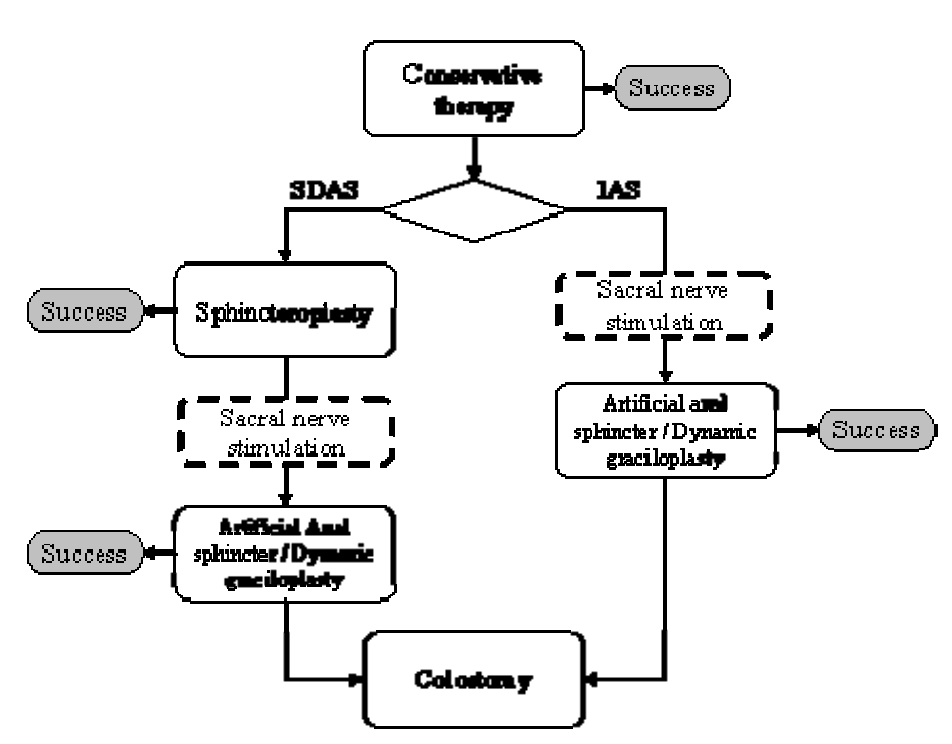 Conservative
therapy
Success
SDAS
IAS
Sphincteroplasty
Success
Sacral nerve
stimulation
Sacral nerve
stimulation
Artificial anal
sphincter / Dynamic
graciloplasty
Success
Artificial Anal
sphincter / Dynamic
graciloplasty
Success
Colostomy